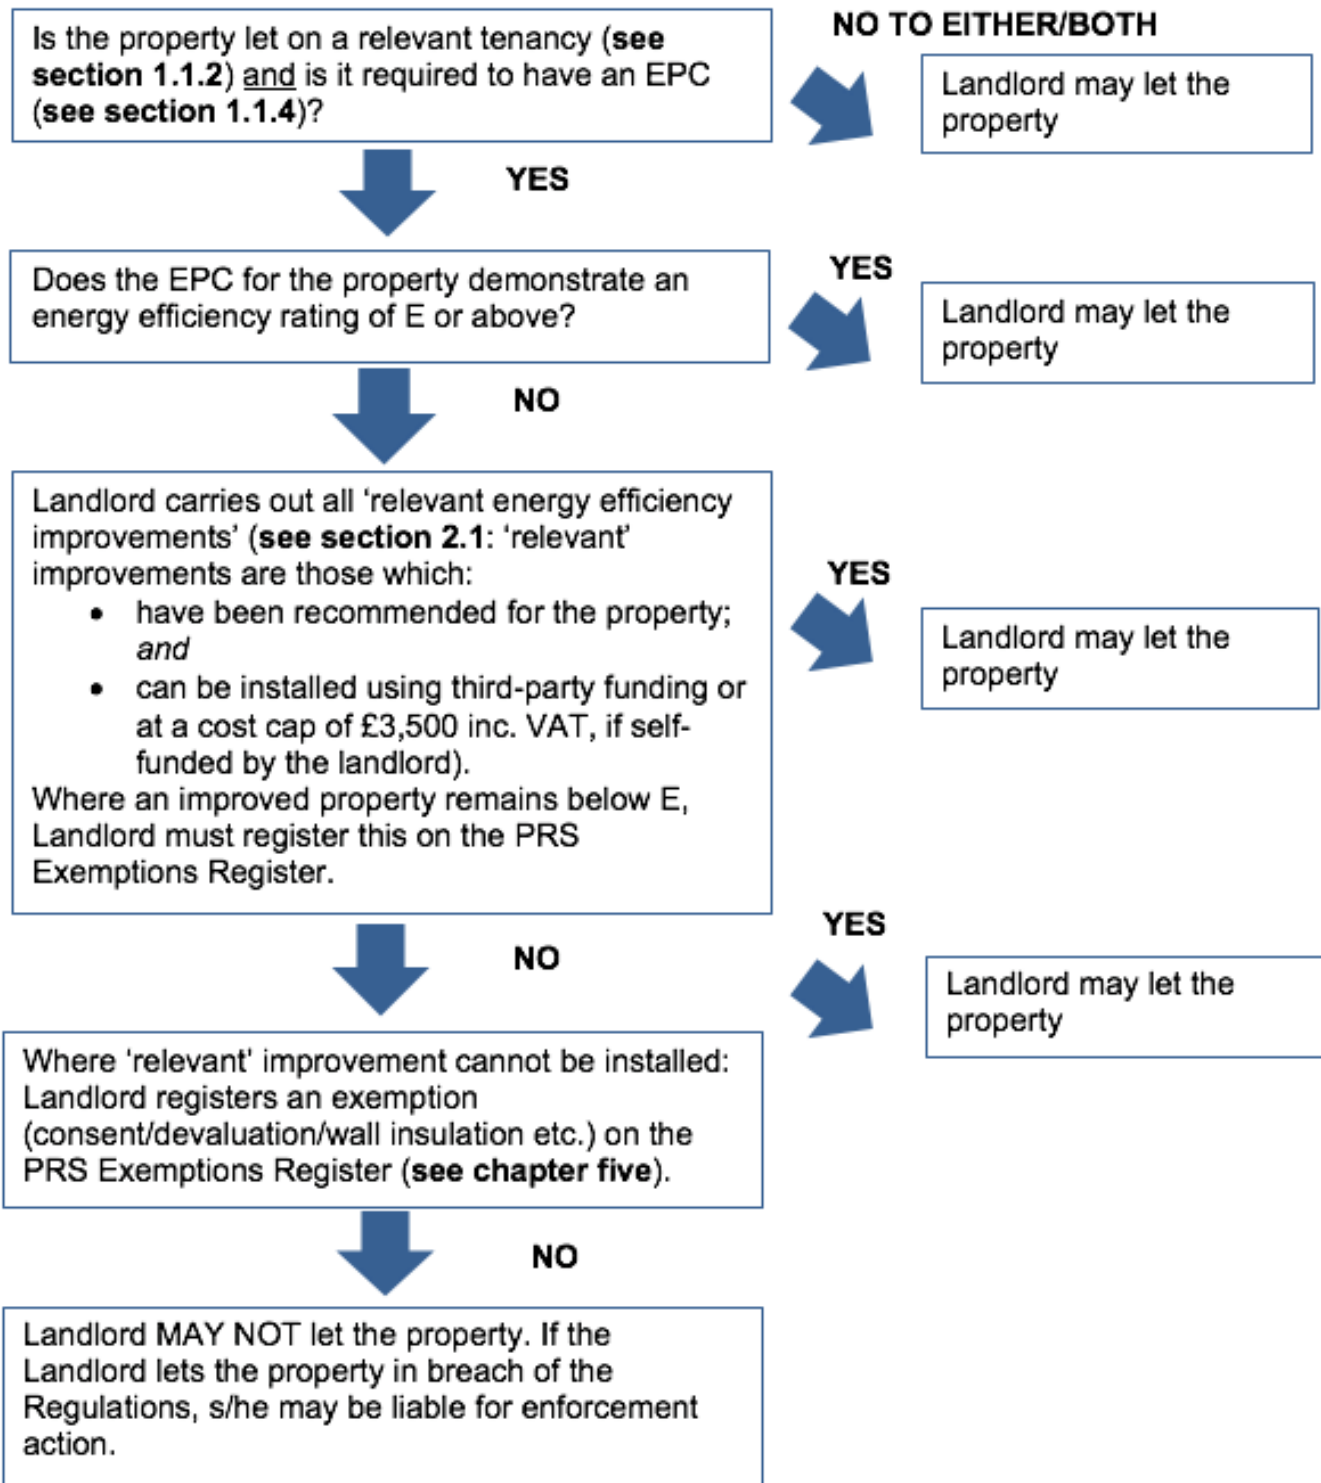 Is the property let on a relevant tenancy (see
section 1.1.2) and is it required to have an EPC
(see section 1.1.4)?
NO TO EITHER/BOTH
Landlord may let the
property
YES
Does the EPC for the property demonstrate an
energy efficiency rating of E or above?
YES
Landlord may let the
property
NO
Landlord carries out all ‘relevant energy efficiency
improvements’ (see section 2.1: ‘relevant’
improvements are those which:
• have been recommended for the property;
and
• can be installed using third-party funding or
at a cost cap of £3,500 inc. VAT, if self-
funded by the landlord).
Where an improved property remains below E,
Landlord must register this on the PRS
Exemptions Register.
YES
Landlord may let the
property
NO
YES
Landlord may let the
property
Where ‘relevant’ improvement cannot be installed:
Landlord registers an exemption
(consent/devaluation/wall insulation etc.) on the
PRS Exemptions Register (see chapter five).
NO
Landlord MAY NOT let the property. If the
Landlord lets the property in breach of the
Regulations, s/he may be liable for enforcement
action.